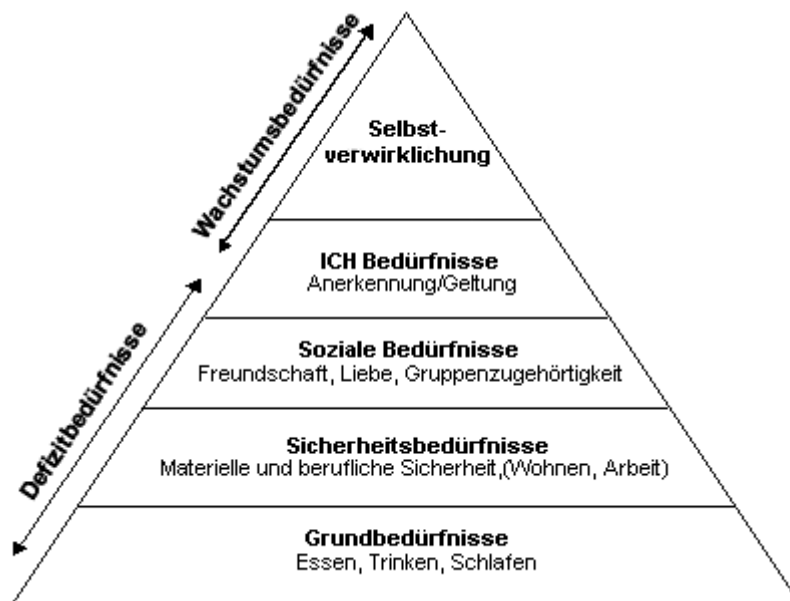 Wachstumsbedürfnisse
Defizitbedürfnisse
Selbst-
verwirklichung
ICH Bedürfnisse
Anerkennung/Geltung
Soziale Bedürfnisse
Freundschaft, Liebe, Gruppenzugehörtigkeit
Sicherheitsbedürfnisse
Materielle und berufliche Sicherheit,(Wohnen, Arbeit)
Grundbedürfnisse
Essen, Trinken, Schlafen